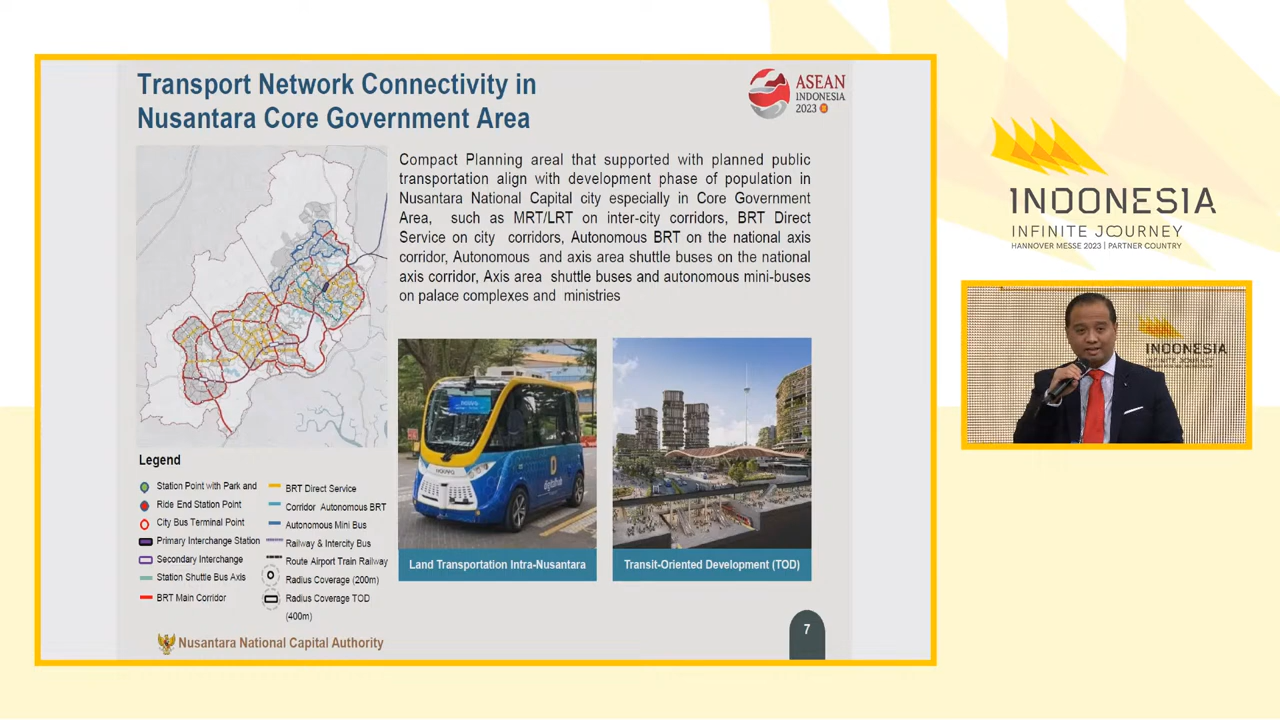 Transport Network Connectivity in
Nusantara Core Government Area
ASEAN
INDONESIA
2023
Compact Planning areal that supported with planned public
transportation align with development phase of population in
Nusantara National Capital city especially in Core Government
Area, such as MRT/LRT on inter-city corridors, BRT Direct
Service on city corridors, Autonomous BRT on the national axis
corridor, Autonomous and axis area shuttle buses on the national
axis corridor, Axis area shuttle buses and autonomous mini-buses
on palace complexes and ministries
Legend
Station Point with Park and
Ride End Station Point
City Bus Terminal Point
Primary Interchange Station
Secondary Interchange
Station Shuttle Bus Axis
BRT Main Corridor
BRT Direct Service
Corridor Autonomous BRT
Autonomous Mini Bus
Railway & Intercity Bus
Route Airport Train Railway
Radius Coverage (200m)
Radius Coverage TOD
(400m)
Land Transportation Intra-Nusantara
Transit-Oriented Development (TOD)
Nusantara National Capital Authority
7
INDONESIA
INFINITE JOURNEY
HANNOVER MESSE 2023 | PARTNER COUNTRY
INDONESIA